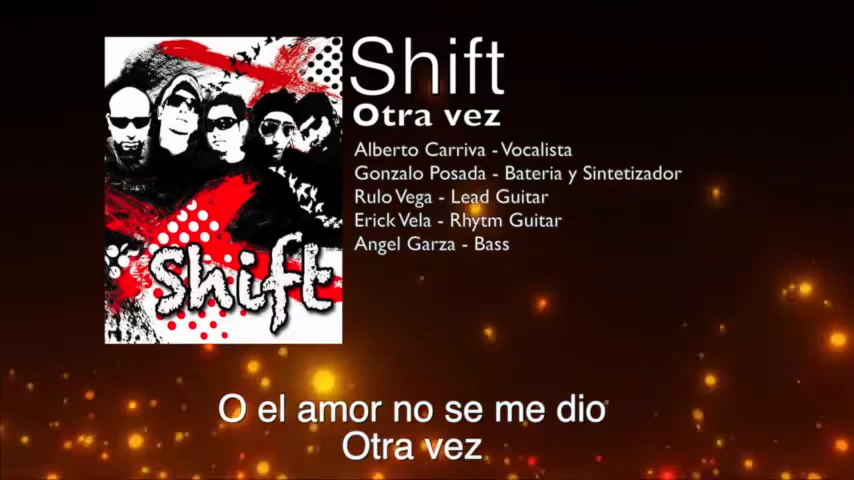 Shift
Otra vez
Alberto Carriva - Vocalista
Gonzalo Posada - Bateria y Sintetizador
Rulo Vega - Lead Guitar
Erick Vela - Rhytm Guitar
Angel Garza - Bass
Shift
O el amor no se me dio
Otra vez